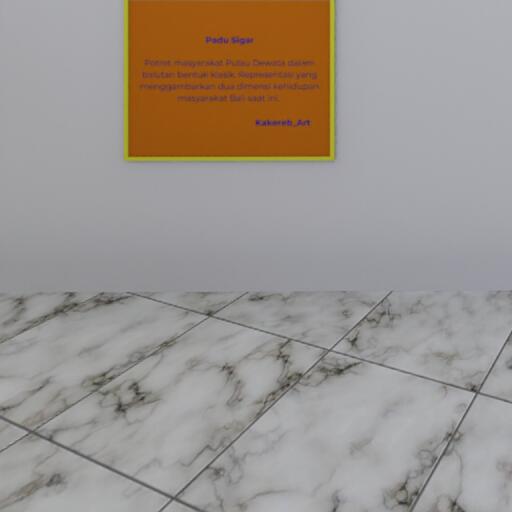 Padu Sigar
Potret masyarakat Pulau Dewata dalam
balutan bentuk klasik. Representasi yang
menggambarkan dua dimensi kehidupan
masyarakat Bali saat ini.
Kakereb_Art